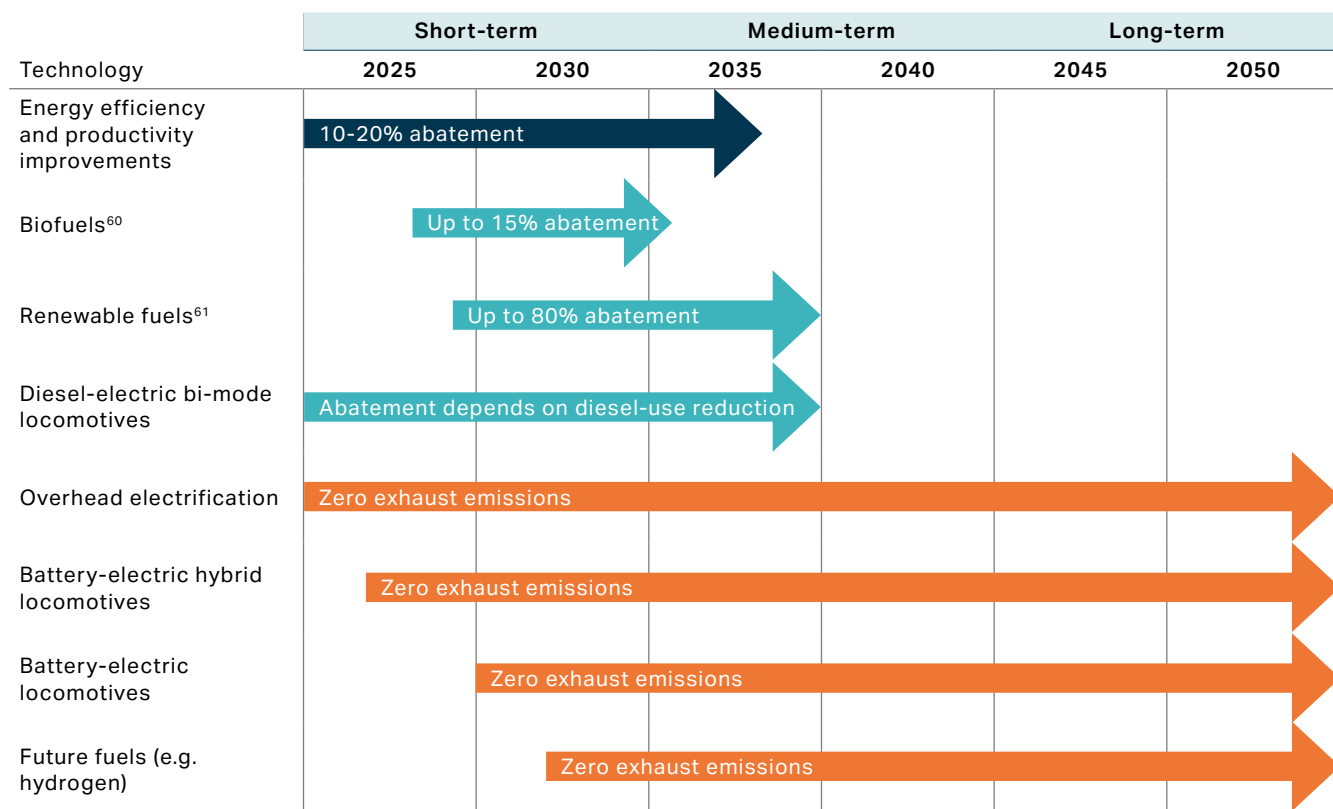 Short-term Medium-term Long-term
Technology 2025 2030 2035 2040 2045 2050
Energy efficiency
and productivity
improvements
10-20% abatement
Biofuels⁶⁰
Up to 15% abatement
Renewable fuels⁶¹
Up to 80% abatement
Diesel-electric bi-mode
locomotives
Abatement depends on diesel-use reduction
Overhead electrification
Zero exhaust emissions
Battery-electric hybrid
locomotives
Zero exhaust emissions
Battery-electric
locomotives
Zero exhaust emissions
Future fuels (e.g.
hydrogen)
Zero exhaust emissions